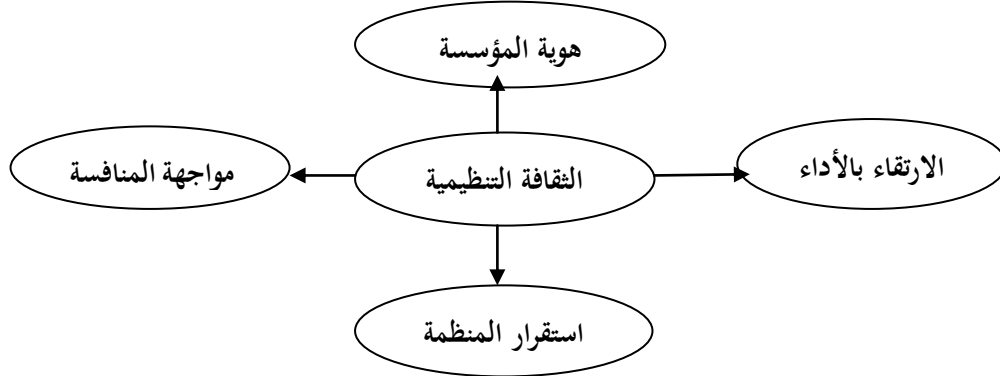 هوية المؤسسة
الارتقاء بالأداء
الثقافة التنظيمية
مواجهة المنافسة
استقرار المنظمة